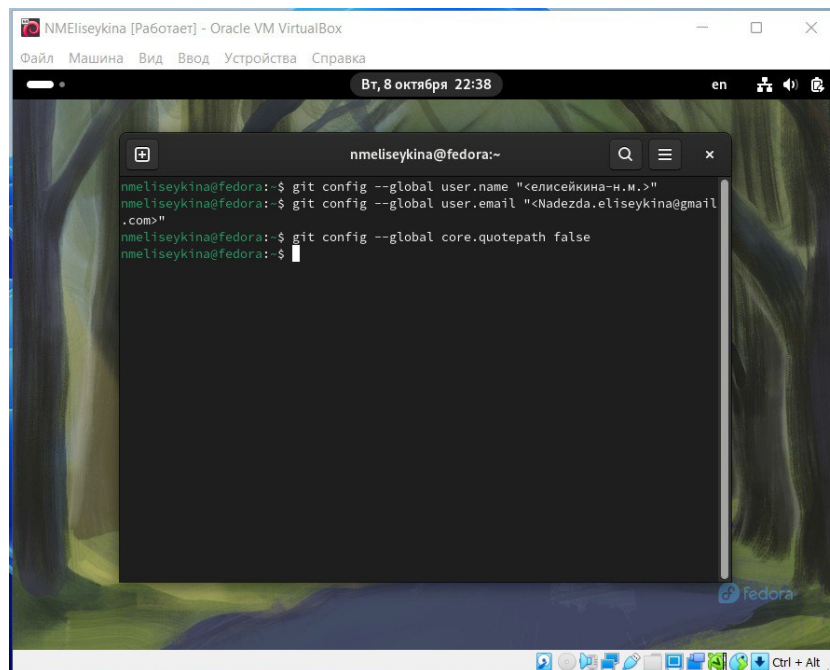 NMEliseykina [Работает] - Oracle VM VirtualBox
Файл Машина Вид Ввод Устройства Справка
Вт, 8 октября 22:38
en
nmeliseykina@fedora:~
nmeliseykina@fedora:~$ git config --global user.name "<елисейкина-н.м.>"
nmeliseykina@fedora:~$ git config --global user.email "<Nadezda.eliseykina@gmail
.com>"
nmeliseykina@fedora:~$ git config --global core.quotepath false
nmeliseykina@fedora:~$
fedora
Ctrl + Alt